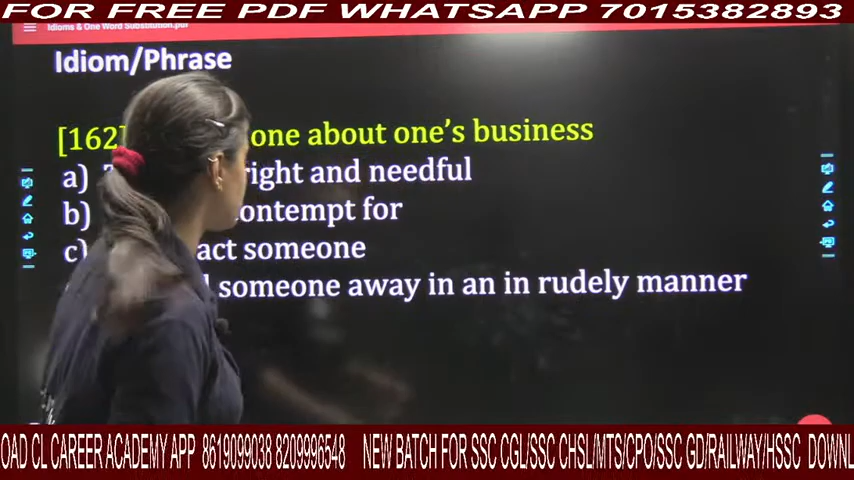 FOR FREE PDF WHATSAPP 7015382893
Idioms & One Word Substitution.pdf
Idiom/Phrase
[162] one about one's business
a) right and needful
b) contempt for
c) act someone
someone away in an in rudely manner
OAD CL CAREER ACADEMY APP 8619099038 8209996548 NEW BATCH FOR SSC CGL/SSC CHSL/MTS/CPO/SSC GD/RAILWAY/HSSC DOWNL